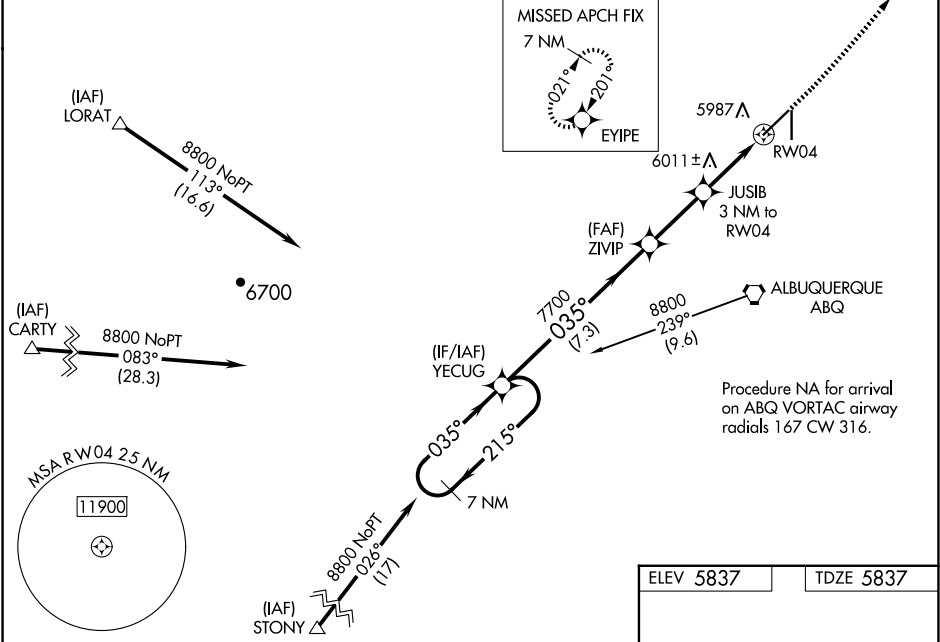 MISSED APCH FIX
7 NM
021°
201°
EYIPE
(IAF)
LORAT
8800 NoPT
113°
(16.6)
5987
RW04
6011±
JUSIB
3 NM to
RW04
(FAF)
ZIVIP
6700
ALBUQUERQUE
ABQ
8800
239°
(9.6)
7700
035°
(7.3)
(IAF)
CARTY
8800 NoPT
083°
(28.3)
(IF/IAF)
YECUG
Procedure NA for arrival
on ABQ VORTAC airway
radials 167 CW 316.
035°
215°
7 NM
MSA RW04 25 NM
11900
8800 NoPT
026°
(17)
(IAF)
STONY
ELEV 5837
TDZE 5837